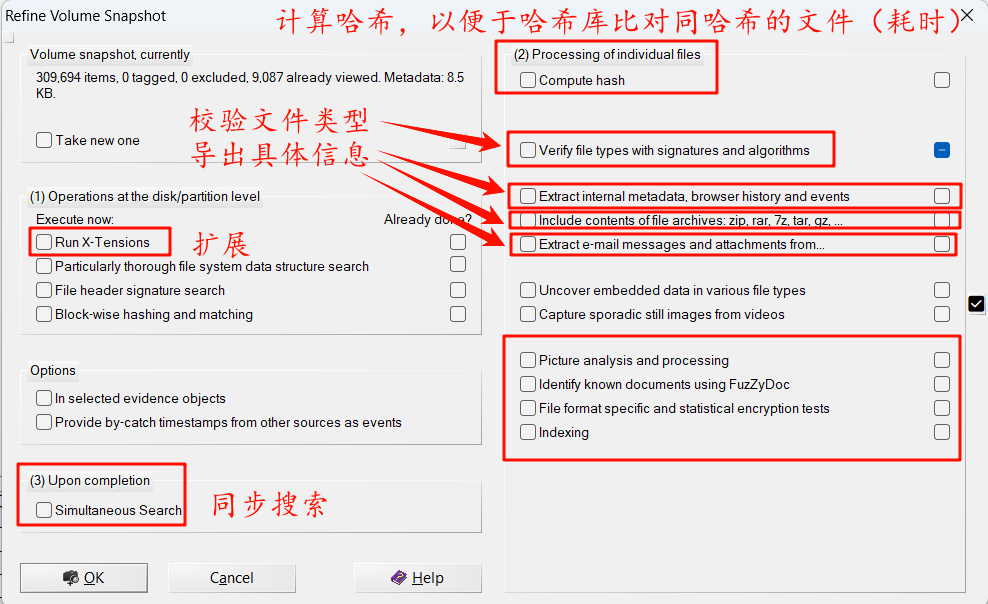 Refine Volume Snapshot
计算哈希，以便于哈希库比对同哈希的文件（耗时）
Volume snapshot, currently
309,694 items, 0 tagged, 0 excluded, 9,087 already viewed. Metadata: 8.5
KB.
Take new one
校验文件类型
导出具体信息
(1) Operations at the disk/partition level
Execute now:
Already done?
Run X-Tensions
扩展
Particularly thorough file system data structure search
File header signature search
Block-wise hashing and matching
Options
In selected evidence objects
Provide by-catch timestamps from other sources as events
(3) Upon completion
Simultaneous Search
同步搜索
OK
Cancel
Help
(2) Processing of individual files
Compute hash
Verify file types with signatures and algorithms
Extract internal metadata, browser history and events
Include contents of file archives: zip, rar, 7z, tar, gz, ...
Extract e-mail messages and attachments from...
Uncover embedded data in various file types
Capture sporadic still images from videos
Picture analysis and processing
Identify known documents using FuzZyDoc
File format specific and statistical encryption tests
Indexing